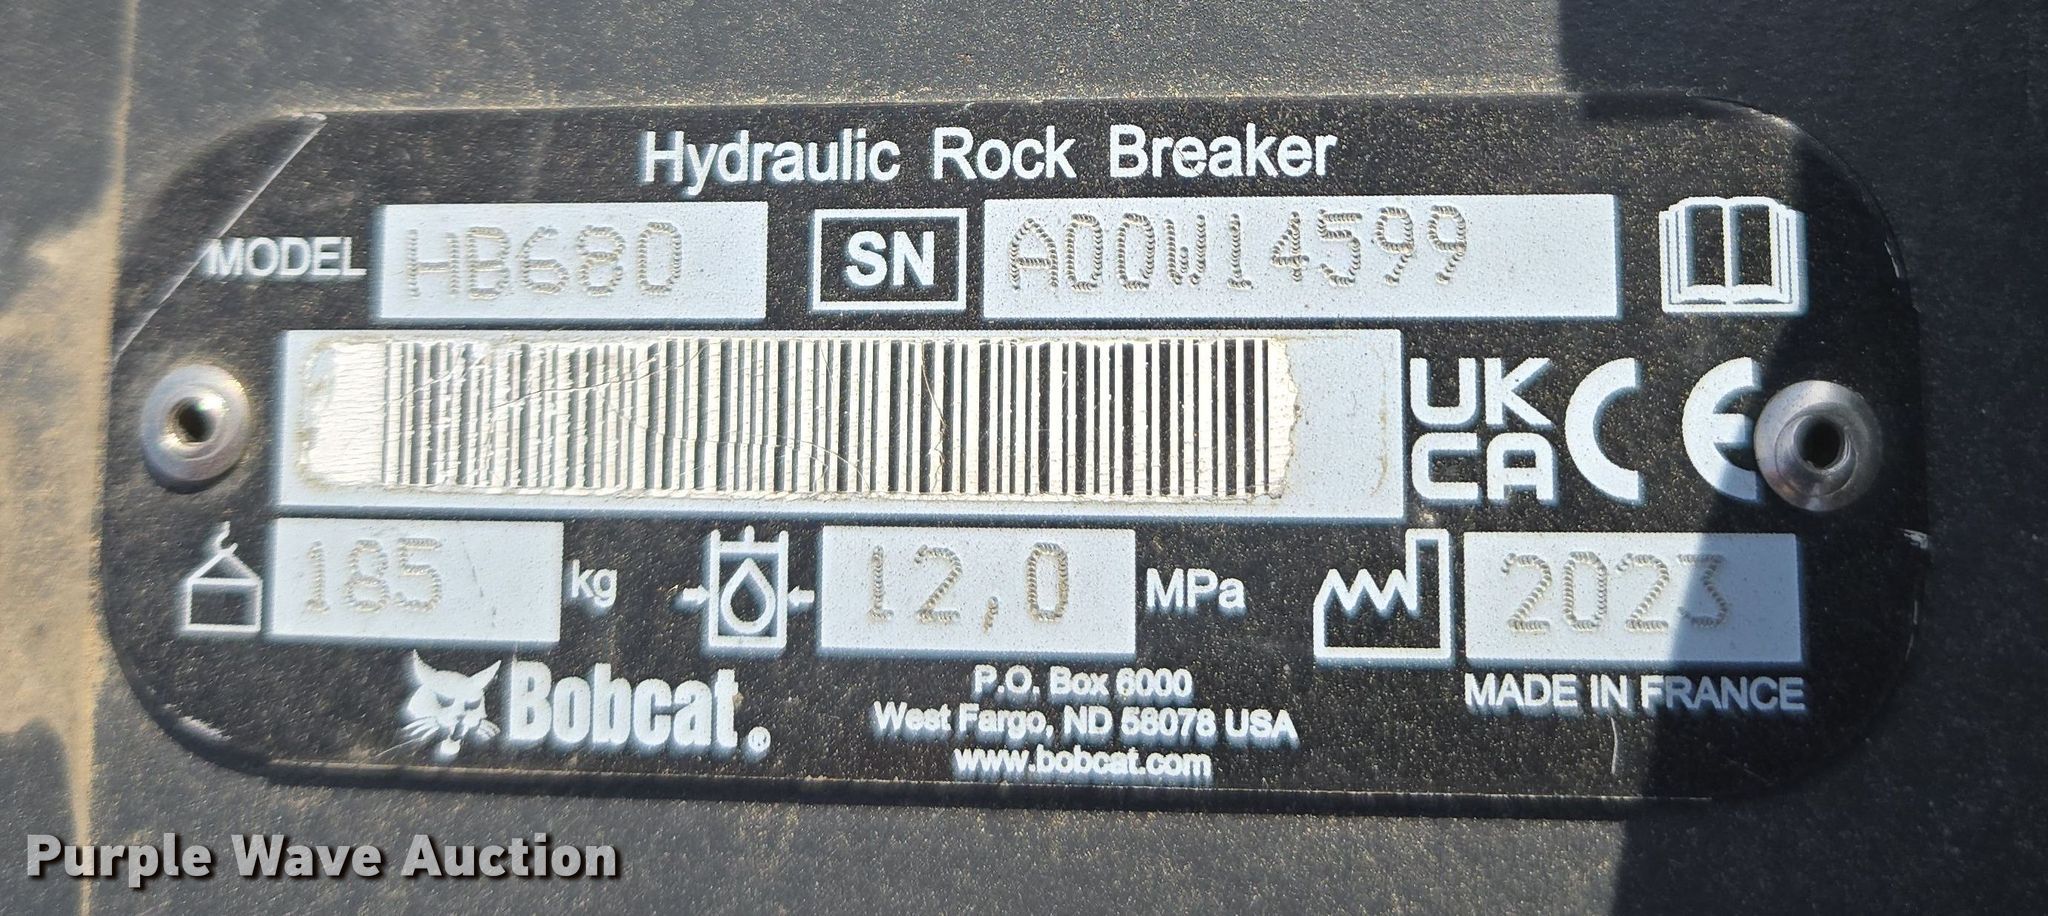 Hydraulic Rock Breaker
MODEL HB680 SN A00W14599
UK
CA CE
185 kg 12,0 MPa 2023
Bobcat® P.O. Box 6000 MADE IN FRANCE
West Fargo, ND 58078 USA
www.bobcat.com
Purple Wave Auction